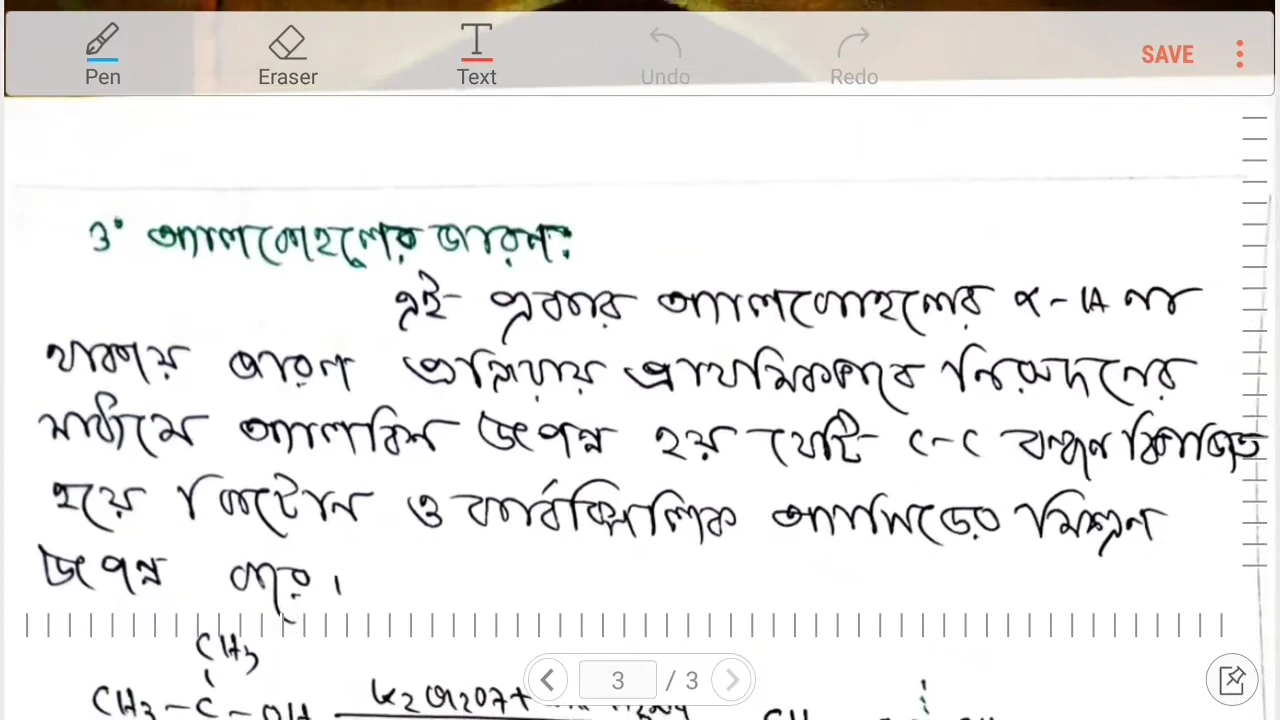 Pen
Eraser
Text
Undo
Redo
SAVE
3° অ্যালকোহলের জারণ:
এই প্রকার অ্যালকোহলের α-H না
থাকায় জারণ প্রক্রিয়ায় প্রাথমিকভাবে নিরুদনের
মাধ্যমে অ্যালকিন উৎপন্ন হয় যেটি C-C বন্ধন বিভাজিত
হয়ে কিটোন ও কার্বক্সিলিক অ্যাসিডের মিশ্রণ
উৎপন্ন করে।
CH3
CH3-C-OH K2Cr2O7+
3 / 3